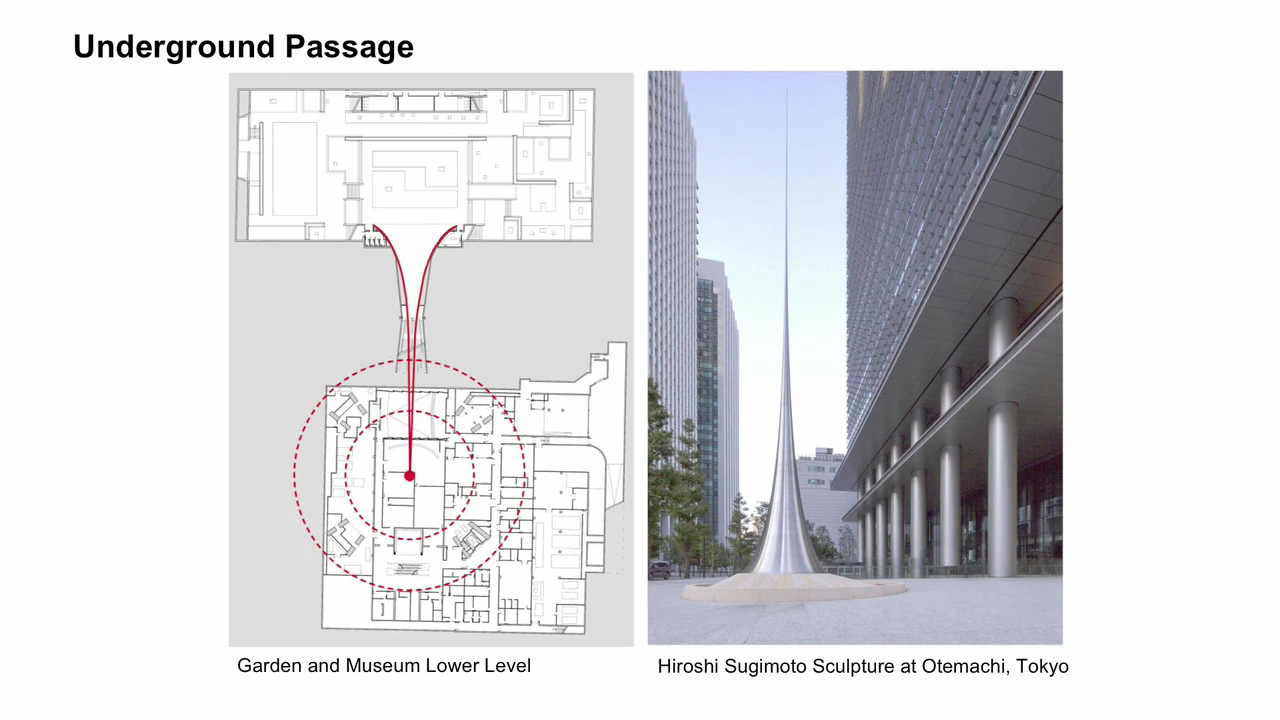 Underground Passage
Garden and Museum Lower Level
Hiroshi Sugimoto Sculpture at Otemachi, Tokyo